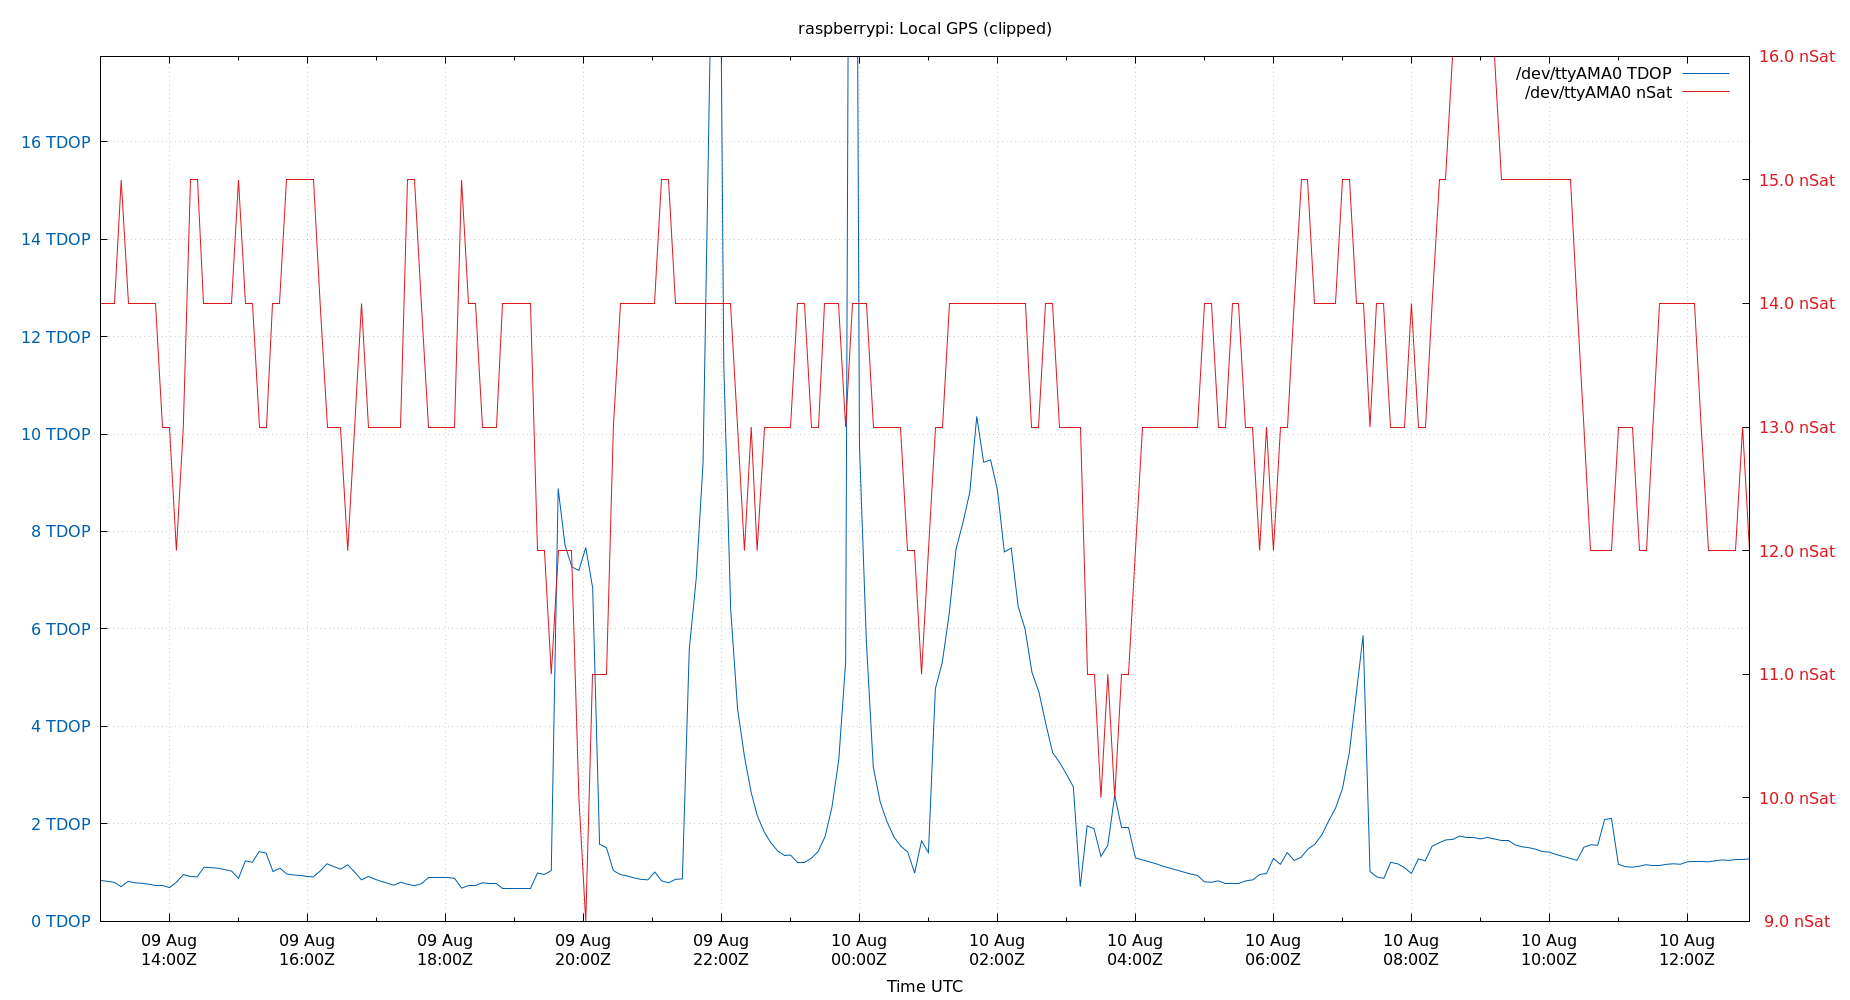 raspberrypi: Local GPS (clipped)
/dev/ttyAMA0 TDOP
/dev/ttyAMA0 nSat
16 TDOP
14 TDOP
12 TDOP
10 TDOP
8 TDOP
6 TDOP
4 TDOP
2 TDOP
0 TDOP
16.0 nSat
15.0 nSat
14.0 nSat
13.0 nSat
12.0 nSat
11.0 nSat
10.0 nSat
9.0 nSat
09 Aug
14:00Z
09 Aug
16:00Z
09 Aug
18:00Z
09 Aug
20:00Z
09 Aug
22:00Z
10 Aug
00:00Z
10 Aug
02:00Z
10 Aug
04:00Z
10 Aug
06:00Z
10 Aug
08:00Z
10 Aug
10:00Z
10 Aug
12:00Z
Time UTC